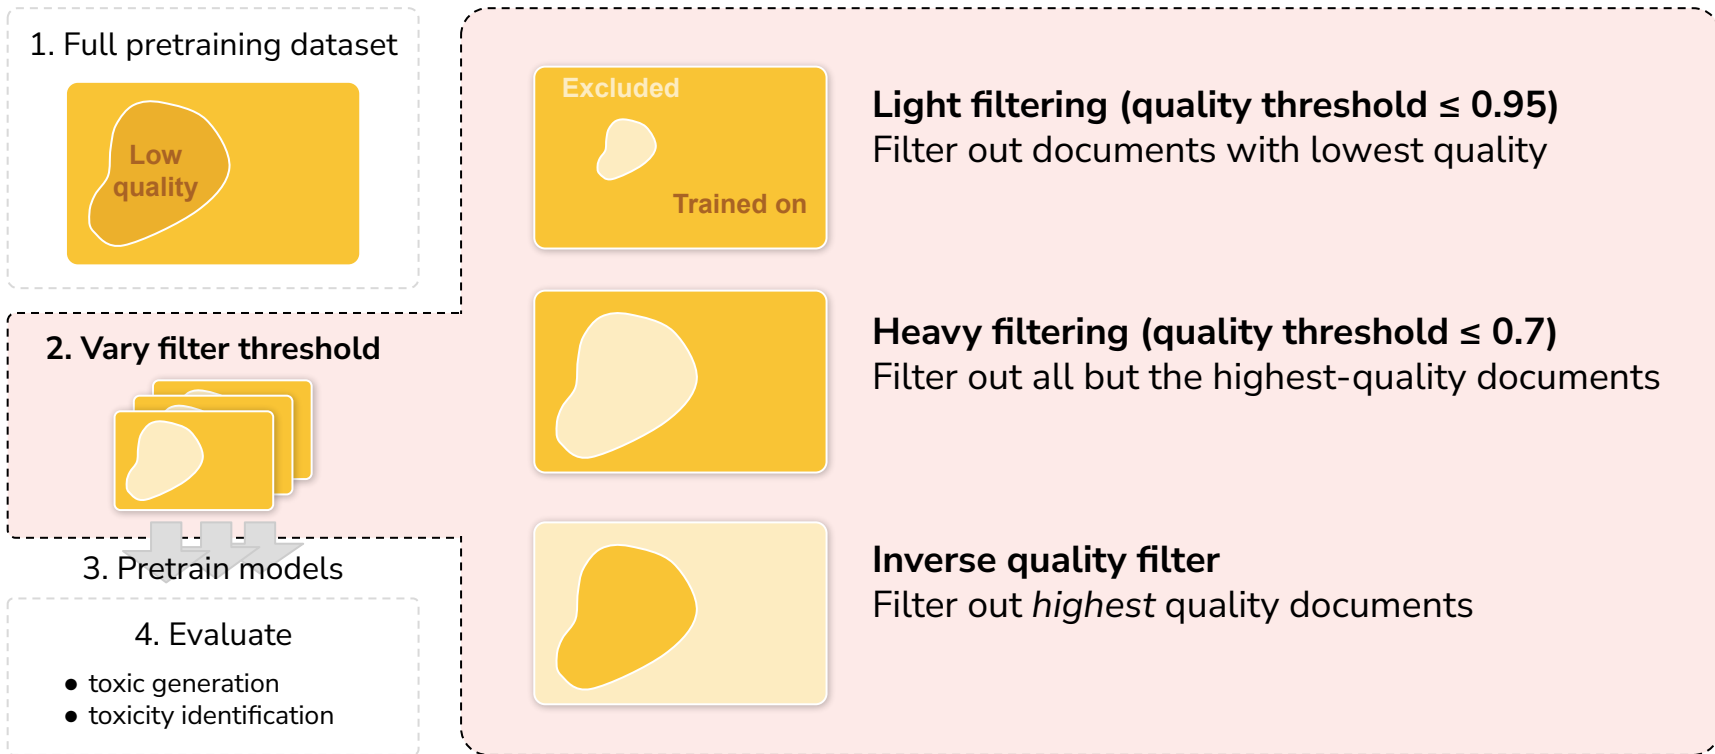 1. Full pretraining dataset
Low
quality
2. Vary filter threshold
3. Pretrain models
4. Evaluate
● toxic generation
● toxicity identification
Excluded
Trained on
Light filtering (quality threshold ≤ 0.95)
Filter out documents with lowest quality
Heavy filtering (quality threshold ≤ 0.7)
Filter out all but the highest-quality documents
Inverse quality filter
Filter out highest quality documents